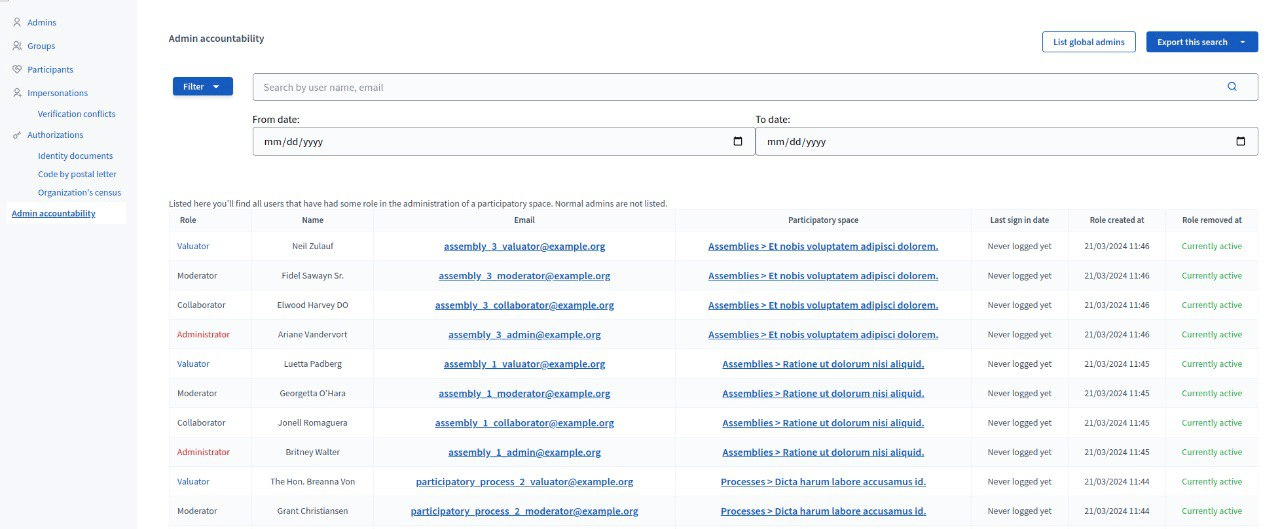 Admins
Groups
Participants
Impersonations
Verification conflicts
Authorizations
Identity documents
Code by postal letter
Organization's census
Admin accountability
Admin accountability
List global admins
Export this search
Filter
Search by user name, email
From date: To date:
mm/dd/yyyy mm/dd/yyyy
Listed here you'll find all users that have had some role in the administration of a participatory space. Normal admins are not listed.
Role Name Email Participatory space Last sign in date Role created at Role removed at
Valuator Neil Zulauf assembly_3_valuator@example.org Assemblies > Et nobis voluptatem adipisci dolorem. Never logged yet 21/03/2024 11:46 Currently active
Moderator Fidel Sawayn Sr. assembly_3_moderator@example.org Assemblies > Et nobis voluptatem adipisci dolorem. Never logged yet 21/03/2024 11:46 Currently active
Collaborator Elwood Harvey DO assembly_3_collaborator@example.org Assemblies > Et nobis voluptatem adipisci dolorem. Never logged yet 21/03/2024 11:46 Currently active
Administrator Ariane Vandervort assembly_3_admin@example.org Assemblies > Et nobis voluptatem adipisci dolorem. Never logged yet 21/03/2024 11:46 Currently active
Valuator Luetta Padberg assembly_1_valuator@example.org Assemblies > Ratione ut dolorum nisi aliquid. Never logged yet 21/03/2024 11:45 Currently active
Moderator Georgetta O'Hara assembly_1_moderator@example.org Assemblies > Ratione ut dolorum nisi aliquid. Never logged yet 21/03/2024 11:45 Currently active
Collaborator Jonell Romaguera assembly_1_collaborator@example.org Assemblies > Ratione ut dolorum nisi aliquid. Never logged yet 21/03/2024 11:45 Currently active
Administrator Britney Walter assembly_1_admin@example.org Assemblies > Ratione ut dolorum nisi aliquid. Never logged yet 21/03/2024 11:45 Currently active
Valuator The Hon. Breanna Von participatory_process_2_valuator@example.org Processes > Dicta harum labore accusamus id. Never logged yet 21/03/2024 11:44 Currently active
Moderator Grant Christiansen participatory_process_2_moderator@example.org Processes > Dicta harum labore accusamus id. Never logged yet 21/03/2024 11:44 Currently active